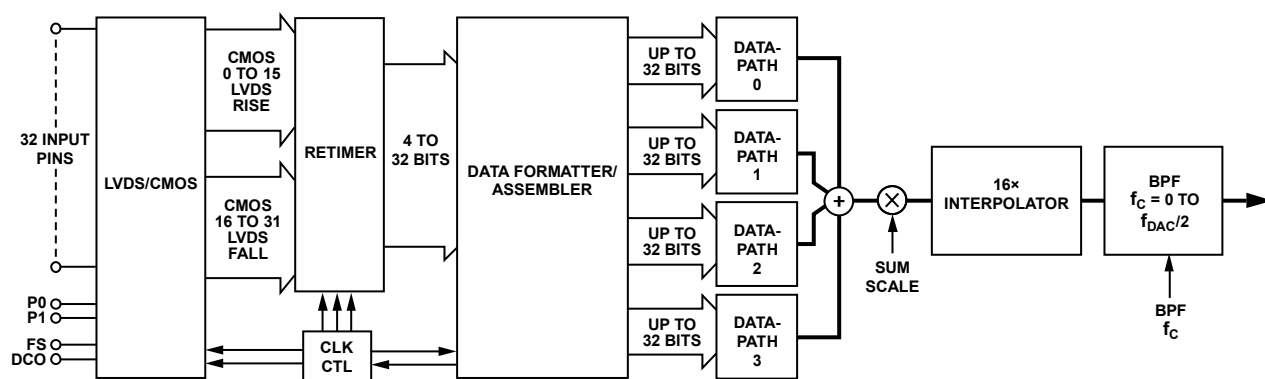 32 INPUT
PINS
P0
P1
FS
DCO
LVDS/CMOS
CMOS
0 TO 15
LVDS
RISE
CMOS
16 TO 31
LVDS
FALL
RETIMER
CLK
CTL
4 TO
32 BITS
DATA FORMATTER/
ASSEMBLER
UP TO
32 BITS
DATA-
PATH
0
UP TO
32 BITS
DATA-
PATH
1
UP TO
32 BITS
DATA-
PATH
2
UP TO
32 BITS
DATA-
PATH
3
+
×
SUM
SCALE
16×
INTERPOLATOR
BPF
fC = 0 TO
fDAC/2
BPF
fC